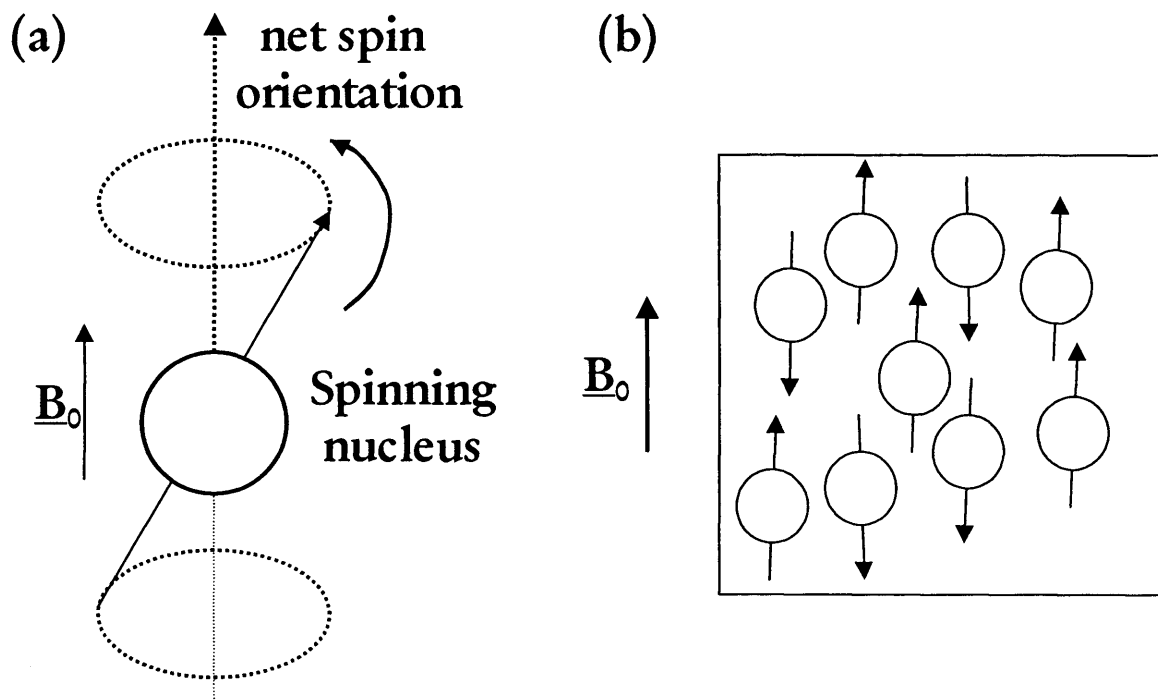 (a)
net spin
orientation
B₀
Spinning
nucleus
(b)
B₀